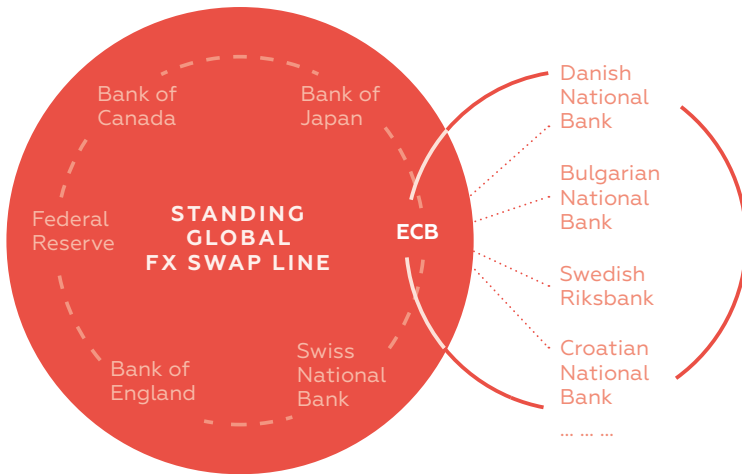 Bank of
Canada
Bank of
Japan
Federal
Reserve
STANDING
GLOBAL
FX SWAP LINE
ECB
Bank of
England
Swiss
National
Bank
Danish
National
Bank
Bulgarian
National
Bank
Swedish
Riksbank
Croatian
National
Bank
... ... ...